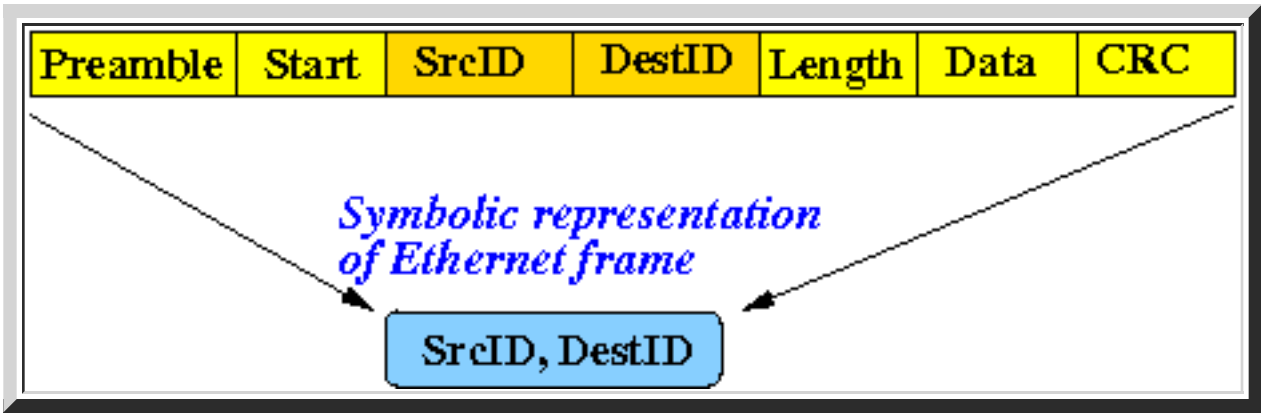 Preamble Start SrcID DestID Length Data CRC
Symbolic representation
of Ethernet frame
SrcID, DestID